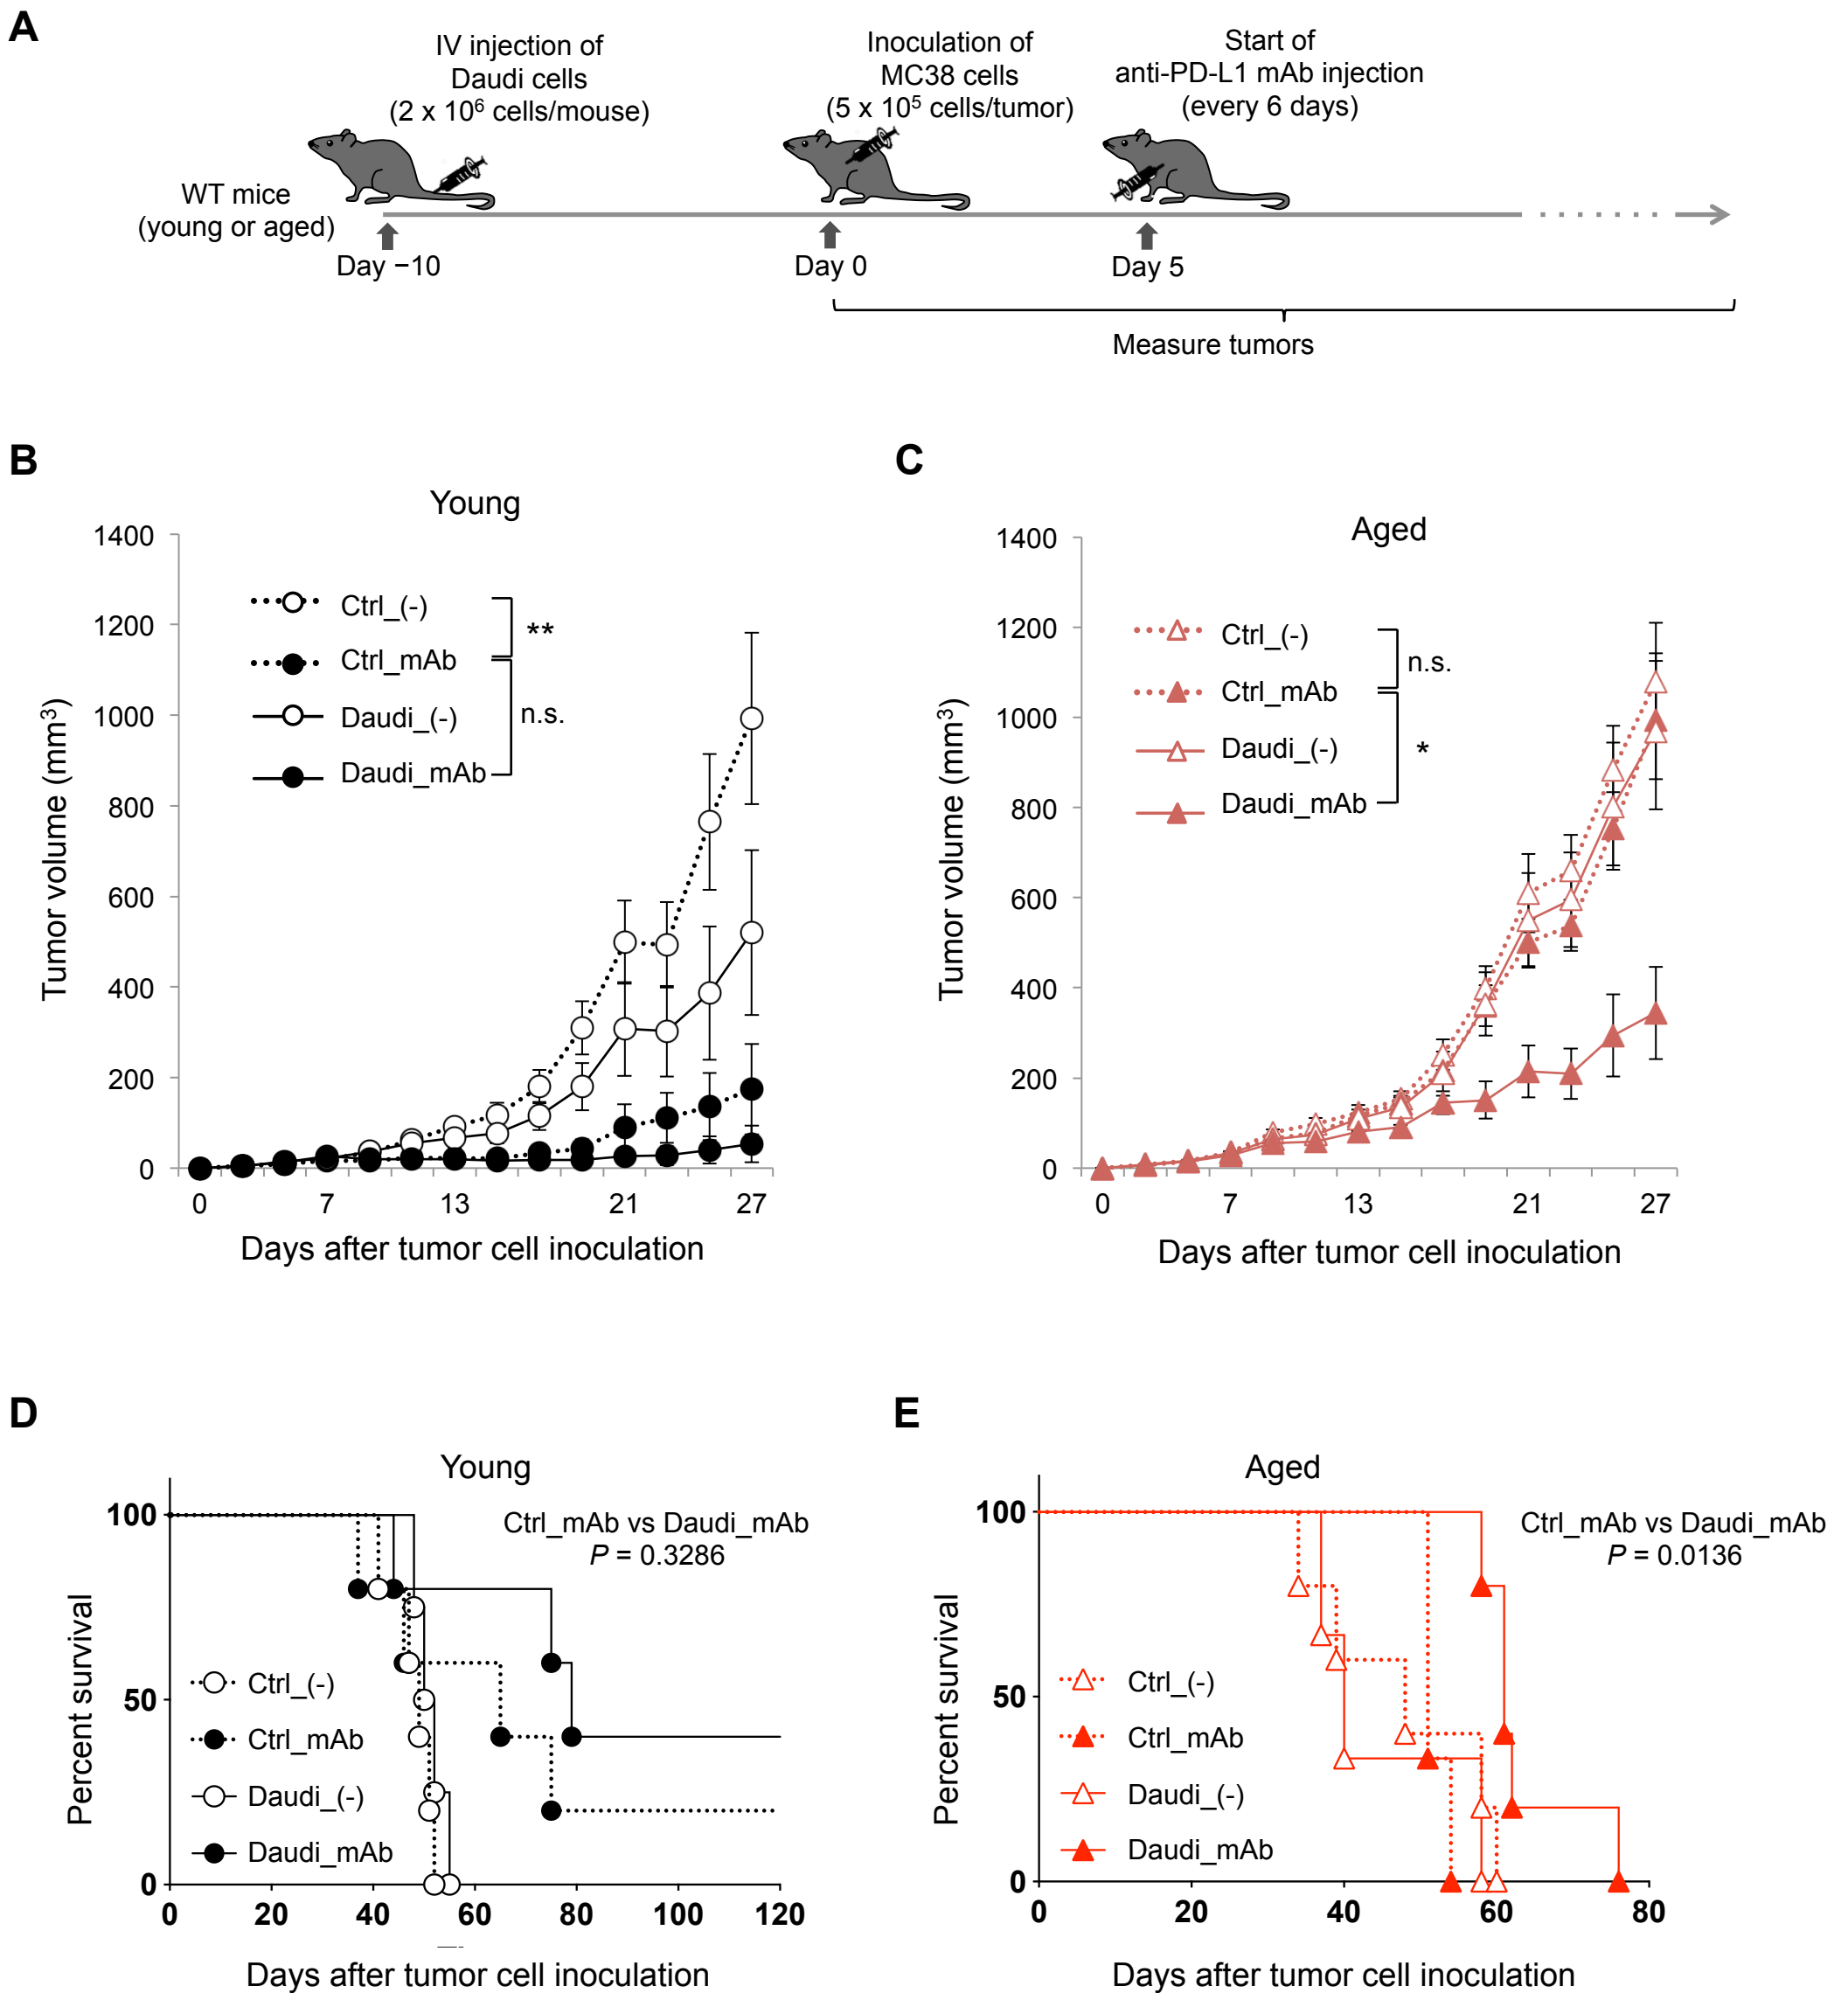 A
IV injection of
Daudi cells
(2 x 10⁶ cells/mouse)
Inoculation of
MC38 cells
(5 x 10⁵ cells/tumor)
Start of
anti-PD-L1 mAb injection
(every 6 days)
WT mice
(young or aged)
Day −10
Day 0
Day 5
Measure tumors
B
Young
1400
1200
1000
800
600
400
200
0
Tumor volume (mm³)
Ctrl_(-)
Ctrl_mAb
Daudi_(-)
Daudi_mAb
**
n.s.
0 7 13 21 27
Days after tumor cell inoculation
C
Aged
1400
1200
1000
800
600
400
200
0
Tumor volume (mm³)
Ctrl_(-)
Ctrl_mAb
Daudi_(-)
Daudi_mAb
n.s.
*
0 7 13 21 27
Days after tumor cell inoculation
D
Young
Ctrl_mAb vs Daudi_mAb
P = 0.3286
100
50
0
Percent survival
Ctrl_(-)
Ctrl_mAb
Daudi_(-)
Daudi_mAb
0 20 40 60 80 100 120
Days after tumor cell inoculation
E
Aged
Ctrl_mAb vs Daudi_mAb
P = 0.0136
100
50
0
Percent survival
Ctrl_(-)
Ctrl_mAb
Daudi_(-)
Daudi_mAb
0 20 40 60 80
Days after tumor cell inoculation